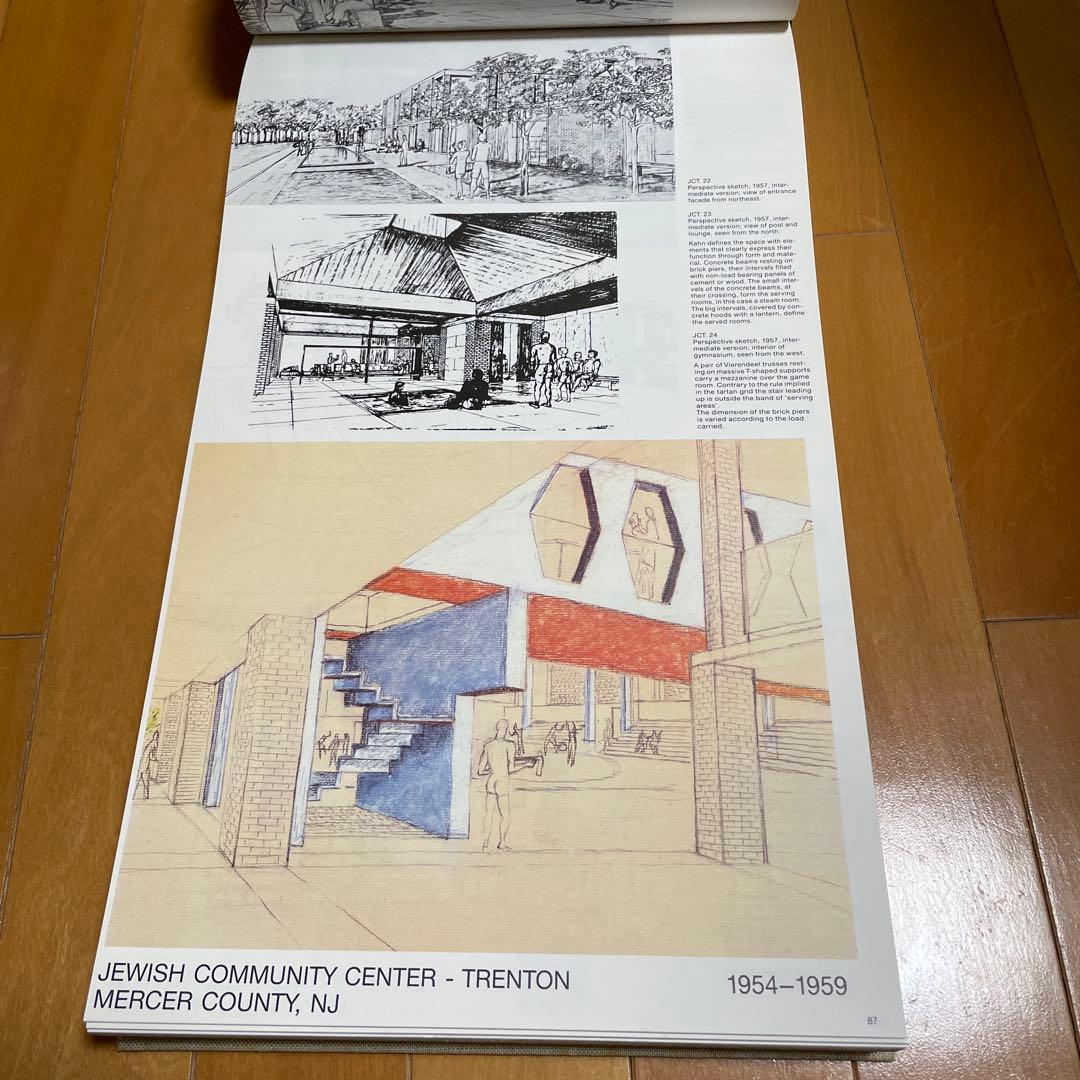 JCT. 22
Perspective sketch, 1957, inter-
mediate version; view of entrance
facade from northeast.
JCT. 23
Perspective sketch, 1957, inter-
mediate version; view of pool and
lounge, seen from the north.
Kahn defines the space with ele-
ments that clearly express their
function through form and mate-
rial. Concrete beams resting on
brick piers, their intervals filled
with non-load bearing panels of
cement or wood. The small inter-
vals of the concrete beams, at
their crossing, form the serving
rooms, in this case a steam room.
The big intervals, covered by con-
crete hoods with a lantern, define
the served rooms.
JCT. 24
Perspective sketch, 1957, inter-
mediate version; interior of
gymnasium, seen from the west.
A pair of Vierendeel trusses rest-
ing on massive T-shaped supports
carry a mezzanine over the game
room. Contrary to the rule implied
in the tartan grid the stair leading
up is outside the band of 'serving
areas'.
The dimension of the brick piers
is varied according to the load
carried.
JEWISH COMMUNITY CENTER - TRENTON
MERCER COUNTY, NJ
1954–1959
87